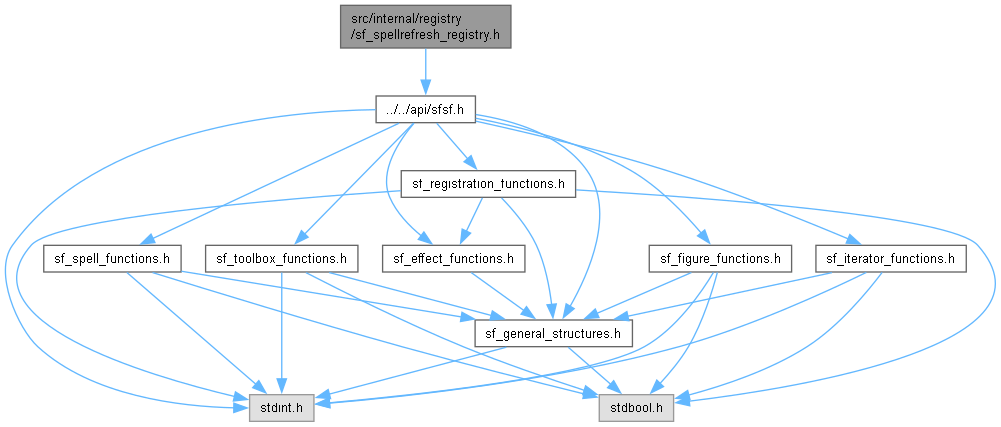 src/internal/registry
/sf_spellrefresh_registry.h
../../api/sfsf.h
sf_registration_functions.h
sf_spell_functions.h
sf_toolbox_functions.h
sf_effect_functions.h
sf_figure_functions.h
sf_iterator_functions.h
sf_general_structures.h
stdint.h
stdbool.h